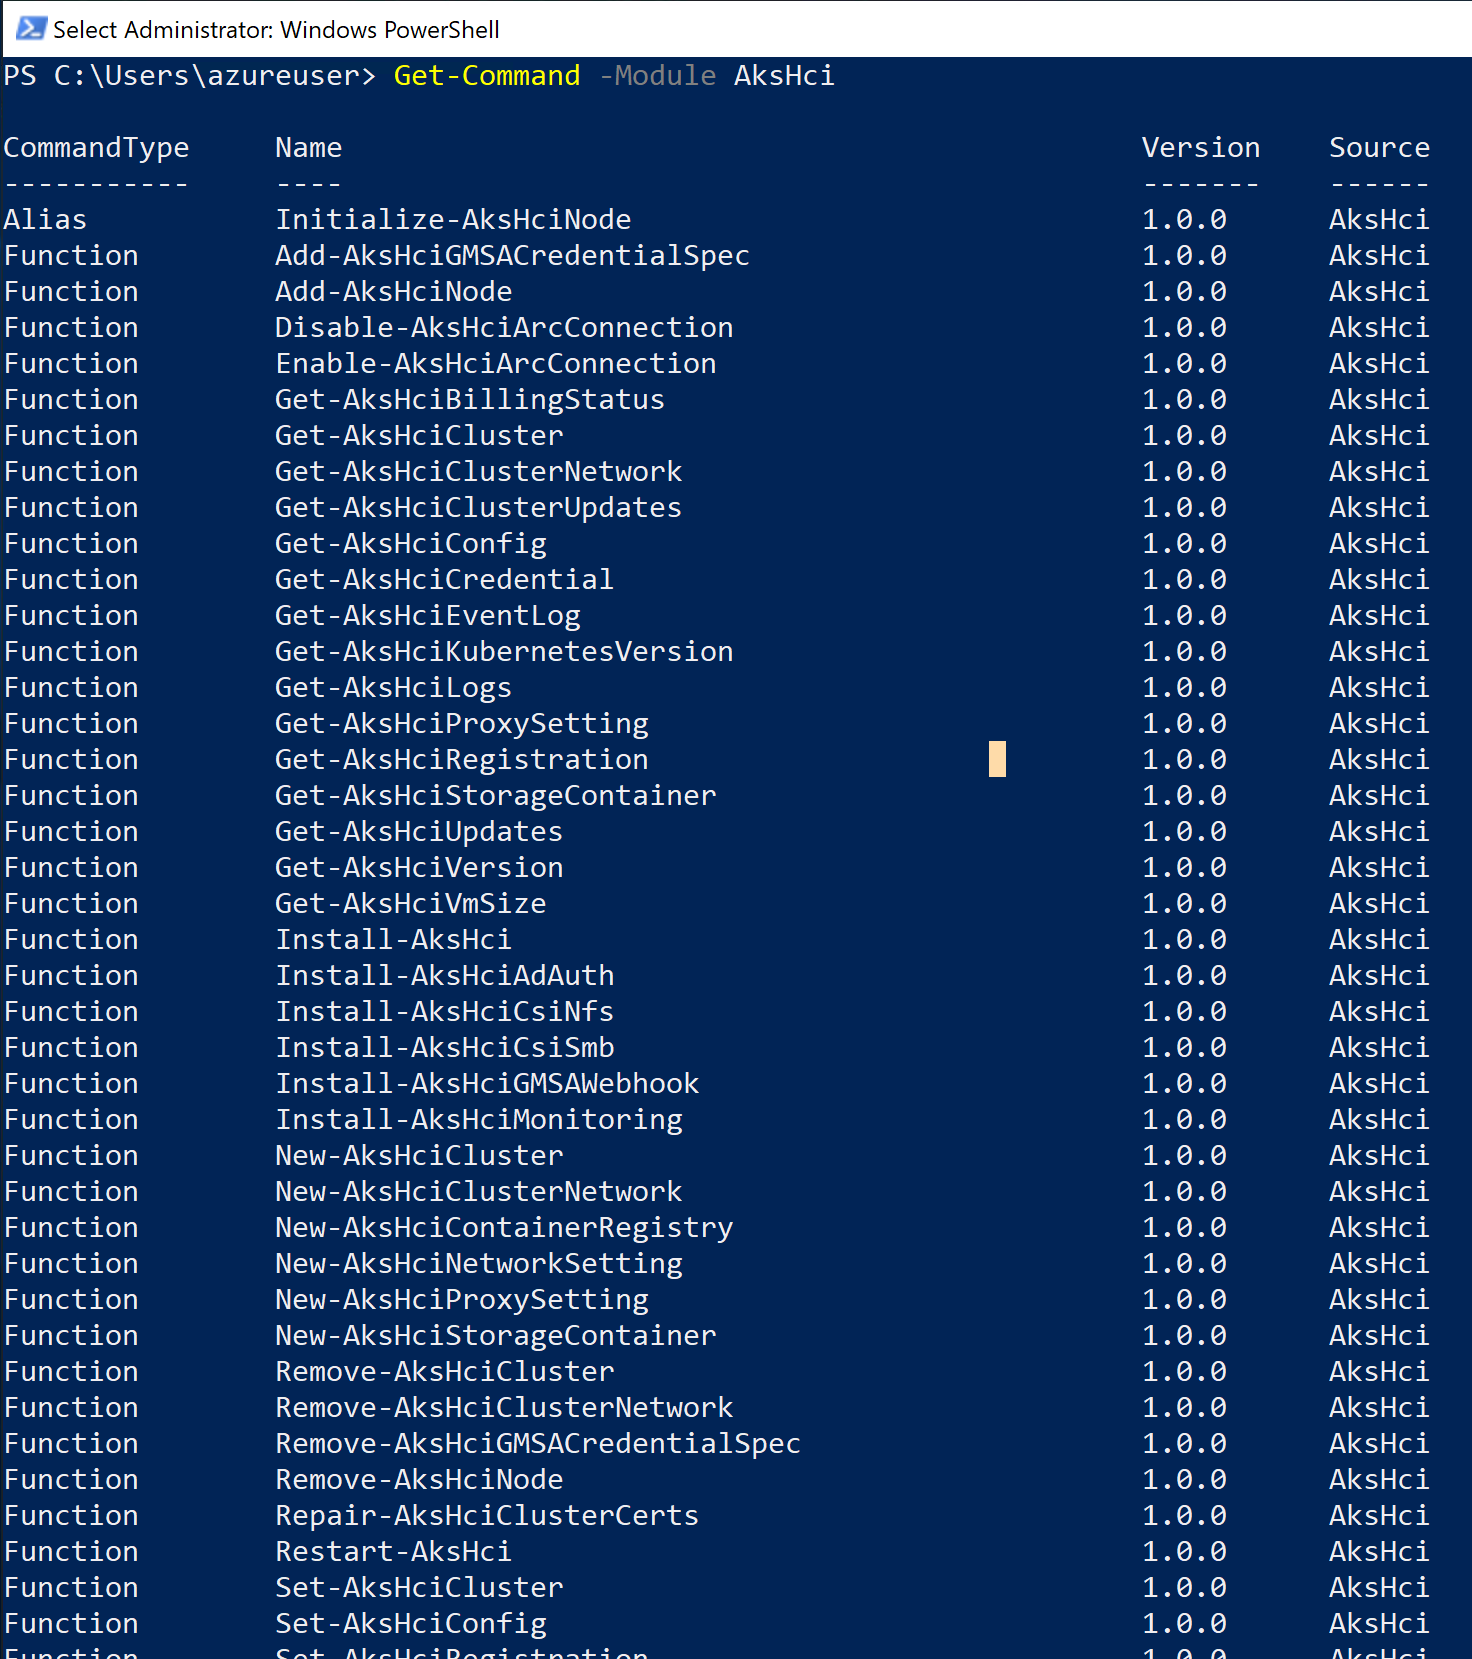 Select Administrator: Windows PowerShell
PS C:\Users\azureuser> Get-Command -Module AksHci
CommandType     Name                                               Version    Source
-----------     ----                                               -------    ------
Alias           Initialize-AksHciNode                              1.0.0      AksHci
Function        Add-AksHciGMSACredentialSpec                       1.0.0      AksHci
Function        Add-AksHciNode                                     1.0.0      AksHci
Function        Disable-AksHciArcConnection                        1.0.0      AksHci
Function        Enable-AksHciArcConnection                         1.0.0      AksHci
Function        Get-AksHciBillingStatus                            1.0.0      AksHci
Function        Get-AksHciCluster                                  1.0.0      AksHci
Function        Get-AksHciClusterNetwork                           1.0.0      AksHci
Function        Get-AksHciClusterUpdates                           1.0.0      AksHci
Function        Get-AksHciConfig                                   1.0.0      AksHci
Function        Get-AksHciCredential                               1.0.0      AksHci
Function        Get-AksHciEventLog                                 1.0.0      AksHci
Function        Get-AksHciKubernetesVersion                        1.0.0      AksHci
Function        Get-AksHciLogs                                     1.0.0      AksHci
Function        Get-AksHciProxySetting                             1.0.0      AksHci
Function        Get-AksHciRegistration                             1.0.0      AksHci
Function        Get-AksHciStorageContainer                         1.0.0      AksHci
Function        Get-AksHciUpdates                                  1.0.0      AksHci
Function        Get-AksHciVersion                                  1.0.0      AksHci
Function        Get-AksHciVmSize                                   1.0.0      AksHci
Function        Install-AksHci                                     1.0.0      AksHci
Function        Install-AksHciAdAuth                               1.0.0      AksHci
Function        Install-AksHciCsiNfs                               1.0.0      AksHci
Function        Install-AksHciCsiSmb                               1.0.0      AksHci
Function        Install-AksHciGMSAWebhook                          1.0.0      AksHci
Function        Install-AksHciMonitoring                           1.0.0      AksHci
Function        New-AksHciCluster                                  1.0.0      AksHci
Function        New-AksHciClusterNetwork                           1.0.0      AksHci
Function        New-AksHciContainerRegistry                        1.0.0      AksHci
Function        New-AksHciNetworkSetting                           1.0.0      AksHci
Function        New-AksHciProxySetting                             1.0.0      AksHci
Function        New-AksHciStorageContainer                         1.0.0      AksHci
Function        Remove-AksHciCluster                               1.0.0      AksHci
Function        Remove-AksHciClusterNetwork                        1.0.0      AksHci
Function        Remove-AksHciGMSACredentialSpec                    1.0.0      AksHci
Function        Remove-AksHciNode                                  1.0.0      AksHci
Function        Repair-AksHciClusterCerts                          1.0.0      AksHci
Function        Restart-AksHci                                     1.0.0      AksHci
Function        Set-AksHciCluster                                  1.0.0      AksHci
Function        Set-AksHciConfig                                   1.0.0      AksHci
Function        Set-AksHciRegistration                             1.0.0      AksHci